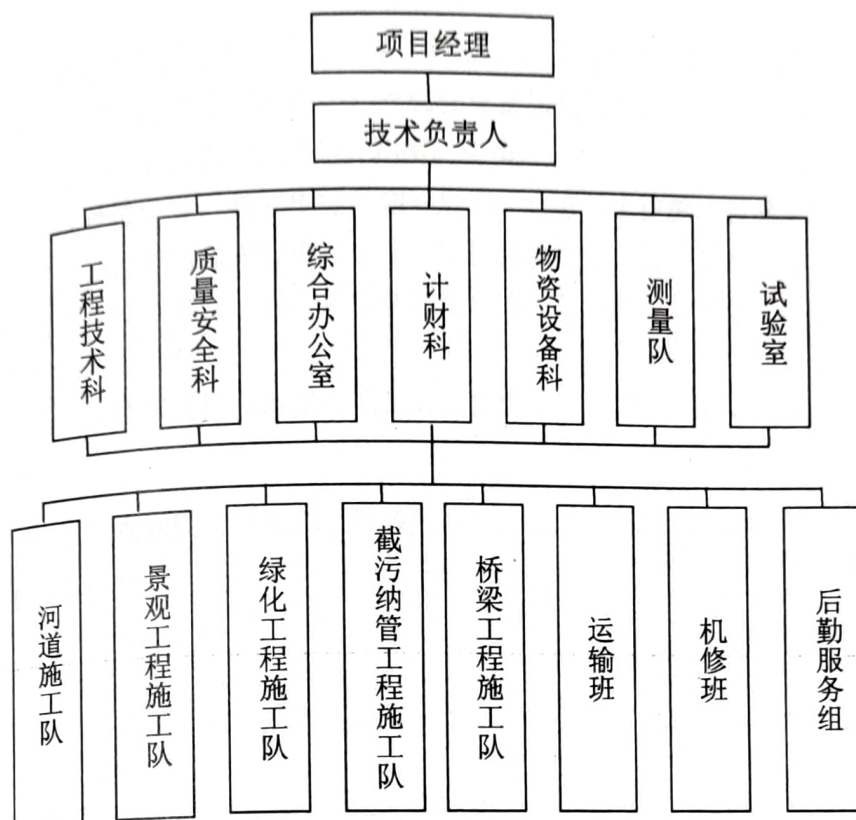 项目经理
技术负责人
工程技术科
质量安全科
综合办公室
计财科
物资设备科
测量队
试验室
河道施工队
景观工程施工队
绿化工程施工队
截污纳管工程施工队
桥梁工程施工队
运输班
机修班
后勤服务组